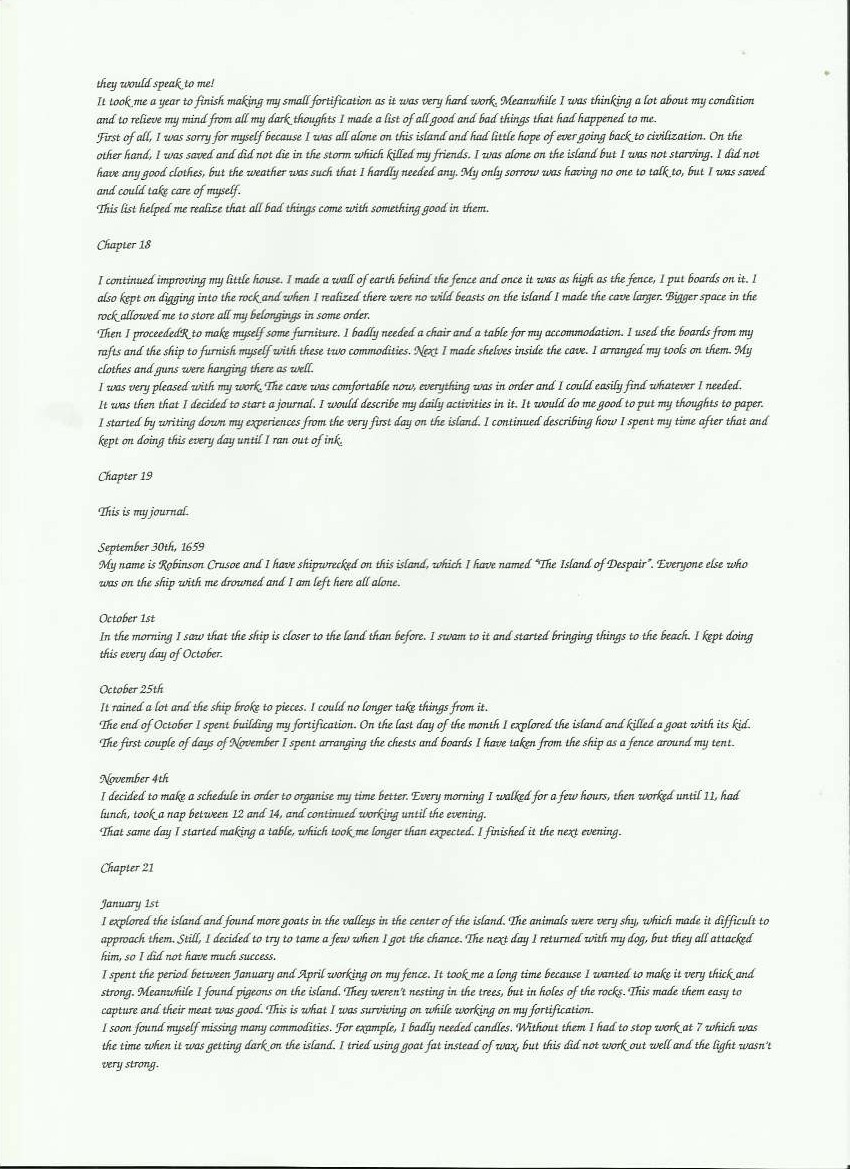 they would speak to me!
It took me a year to finish making my small fortification as it was very hard work. Meanwhile I was thinking a lot about my condition
and to relieve my mind from all my dark thoughts I made a list of all good and bad things that had happened to me.
First of all, I was sorry for myself because I was all alone on this island and had little hope of ever going back to civilization. On the
other hand, I was saved and did not die in the storm which killed my friends. I was alone on the island but I was not starving. I did not
have any good clothes, but the weather was such that I hardly needed any. My only sorrow was having no one to talk to, but I was saved
and could take care of myself.
This list helped me realize that all bad things come with something good in them.
Chapter 18
I continued improving my little house. I made a wall of earth behind the fence and once it was as high as the fence, I put boards on it. I
also kept on digging into the rock and when I realized there were no wild beasts on the island I made the cave larger. Bigger space in the
rock allowed me to store all my belongings in some order.
Then I proceededR to make myself some furniture. I badly needed a chair and a table for my accommodation. I used the boards from my
rafts and the ship to furnish myself with these two commodities. Next I made shelves inside the cave. I arranged my tools on them. My
clothes and guns were hanging there as well.
I was very pleased with my work. The cave was comfortable now, everything was in order and I could easily find whatever I needed.
It was then that I decided to start a journal. I would describe my daily activities in it. It would do me good to put my thoughts to paper.
I started by writing down my experiences from the very first day on the island. I continued describing how I spent my time after that and
kept on doing this every day until I ran out of ink.
Chapter 19
This is my journal.
September 30th, 1659
My name is Robinson Crusoe and I have shipwrecked on this island, which I have named "The Island of Despair". Everyone else who
was on the ship with me drowned and I am left here all alone.
October 1st
In the morning I saw that the ship is closer to the land than before. I swam to it and started bringing things to the beach. I kept doing
this every day of October.
October 25th
It rained a lot and the ship broke to pieces. I could no longer take things from it.
The end of October I spent building my fortification. On the last day of the month I explored the island and killed a goat with its kid.
The first couple of days of November I spent arranging the chests and boards I have taken from the ship as a fence around my tent.
November 4th
I decided to make a schedule in order to organise my time better. Every morning I walked for a few hours, then worked until 11, had
lunch, took a nap between 12 and 14, and continued working until the evening.
That same day I started making a table, which took me longer than expected. I finished it the next evening.
Chapter 21
January 1st
I explored the island and found more goats in the valleys in the center of the island. The animals were very shy, which made it difficult to
approach them. Still, I decided to try to tame a few when I got the chance. The next day I returned with my dog, but they all attacked
him, so I did not have much success.
I spent the period between January and April working on my fence. It took me a long time because I wanted to make it very thick and
strong. Meanwhile I found pigeons on the island. They weren't nesting in the trees, but in holes of the rocks. This made them easy to
capture and their meat was good. This is what I was surviving on while working on my fortification.
I soon found myself missing many commodities. For example, I badly needed candles. Without them I had to stop work at 7 which was
the time when it was getting dark on the island. I tried using goat fat instead of wax, but this did not work out well and the light wasn't
very strong.